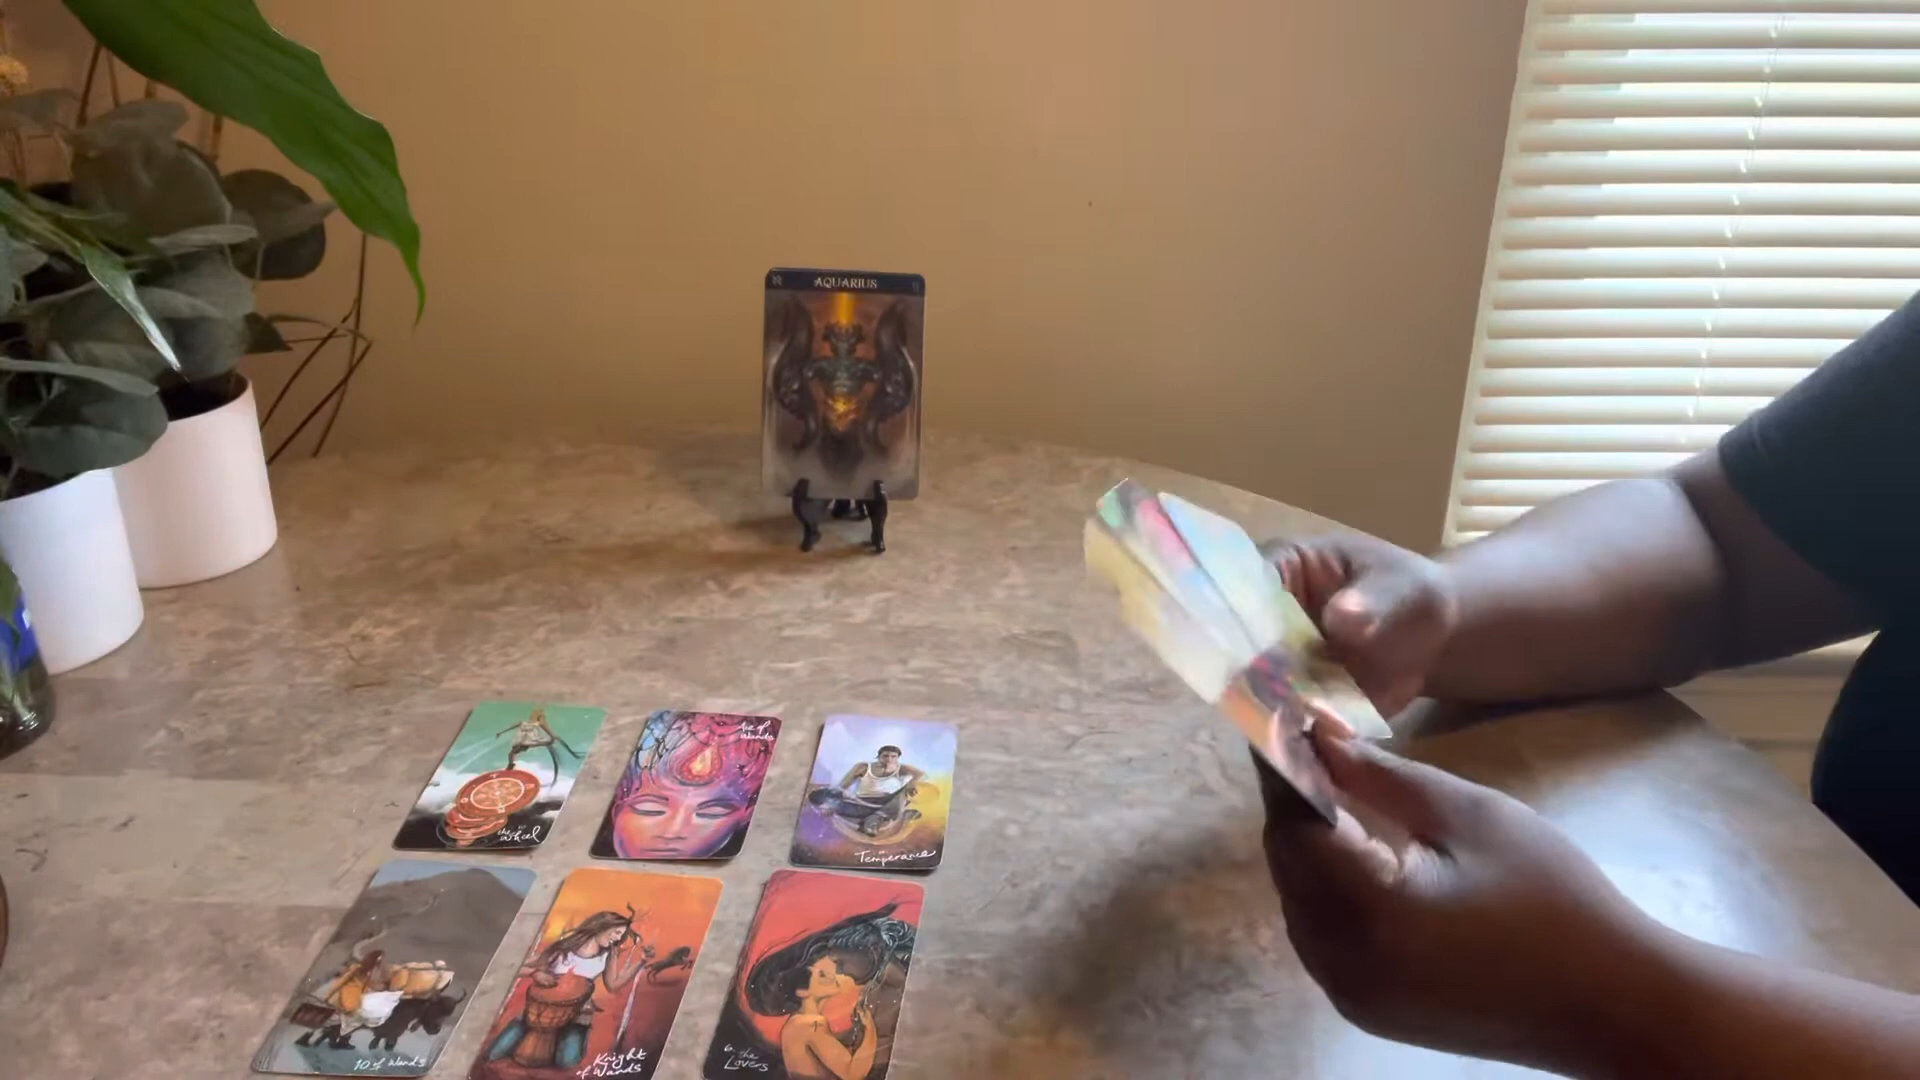 AQUARIUS
the
Wheel
Ace of
Wands
Temperance
10 of Wands
Knight
of Wands
6. the
Lovers